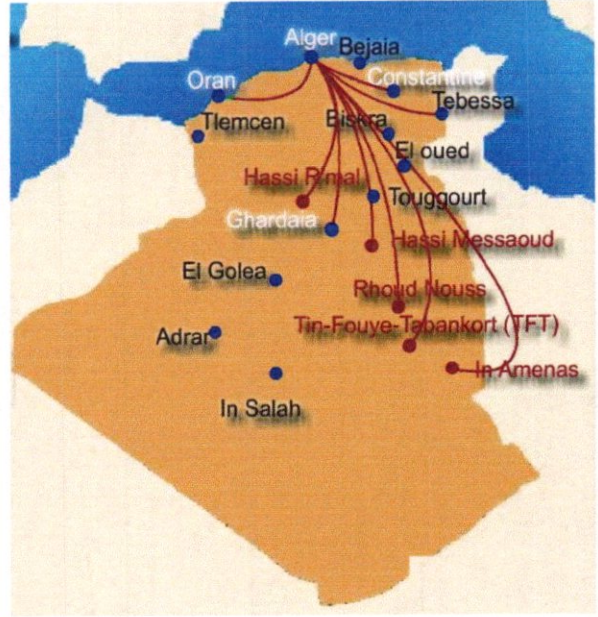 Alger
Bejaia
Oran
Constantine
Tebessa
Tlemcen
Biskra
El oued
Hassi R'mal
Touggourt
Ghardaia
Hassi Messaoud
El Golea
Rhoud Nouss
Tin-Fouye-Tabankort (TFT)
Adrar
In Amenas
In Salah